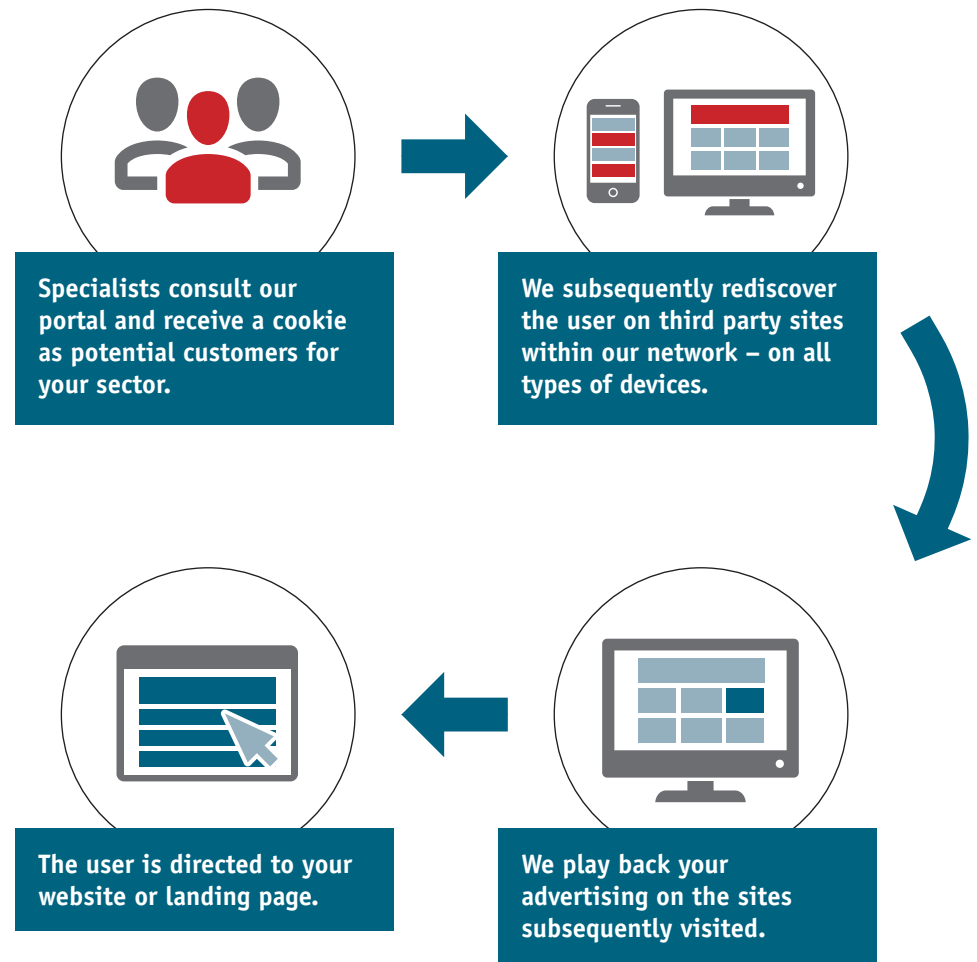 Specialists consult our
portal and receive a cookie
as potential customers for
your sector.
We subsequently rediscover
the user on third party sites
within our network – on all
types of devices.
We play back your
advertising on the sites
subsequently visited.
The user is directed to your
website or landing page.